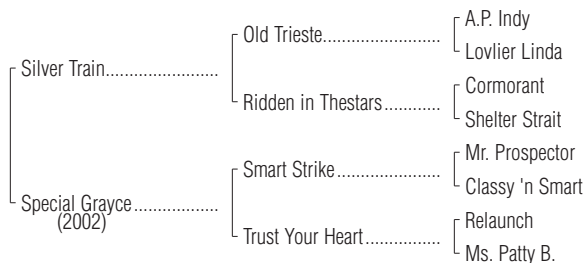 A.P. Indy
Old Trieste
Lovlier Linda
Silver Train
Cormorant
Ridden in Thestars
Shelter Strait
Mr. Prospector
Smart Strike
Classy 'n Smart
Special Grayce
(2002)
Relaunch
Trust Your Heart
Ms. Patty B.